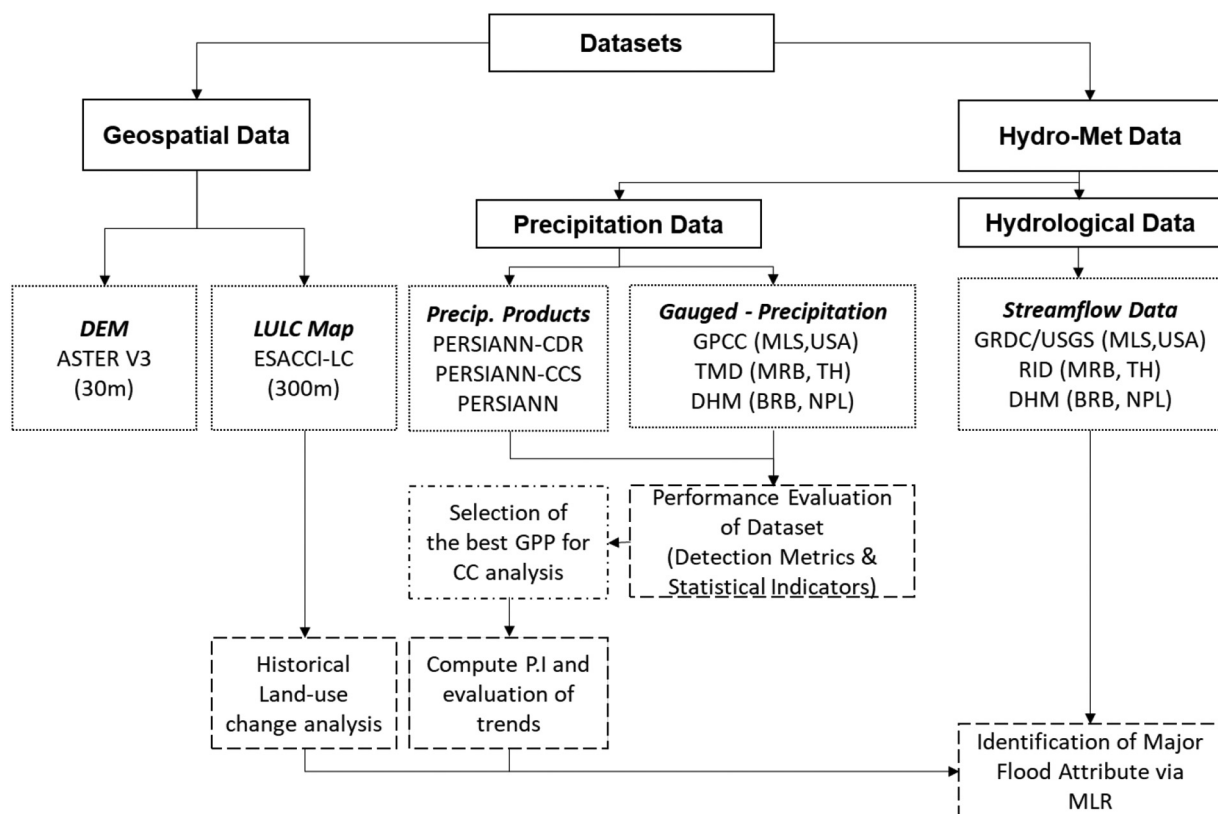 Datasets
Geospatial Data
Hydro-Met Data
Precipitation Data
Hydrological Data
DEM
ASTER V3
(30m)
LULC Map
ESACCI-LC
(300m)
Precip. Products
PERSIANN-CDR
PERSIANN-CCS
PERSIANN
Gauged - Precipitation
GPCC (MLS,USA)
TMD (MRB, TH)
DHM (BRB, NPL)
Streamflow Data
GRDC/USGS (MLS,USA)
RID (MRB, TH)
DHM (BRB, NPL)
Selection of
the best GPP for
CC analysis
Performance Evaluation
of Dataset
(Detection Metrics &
Statistical Indicators)
Historical
Land-use
change analysis
Compute P.I and
evaluation of
trends
Identification of Major
Flood Attribute via
MLR